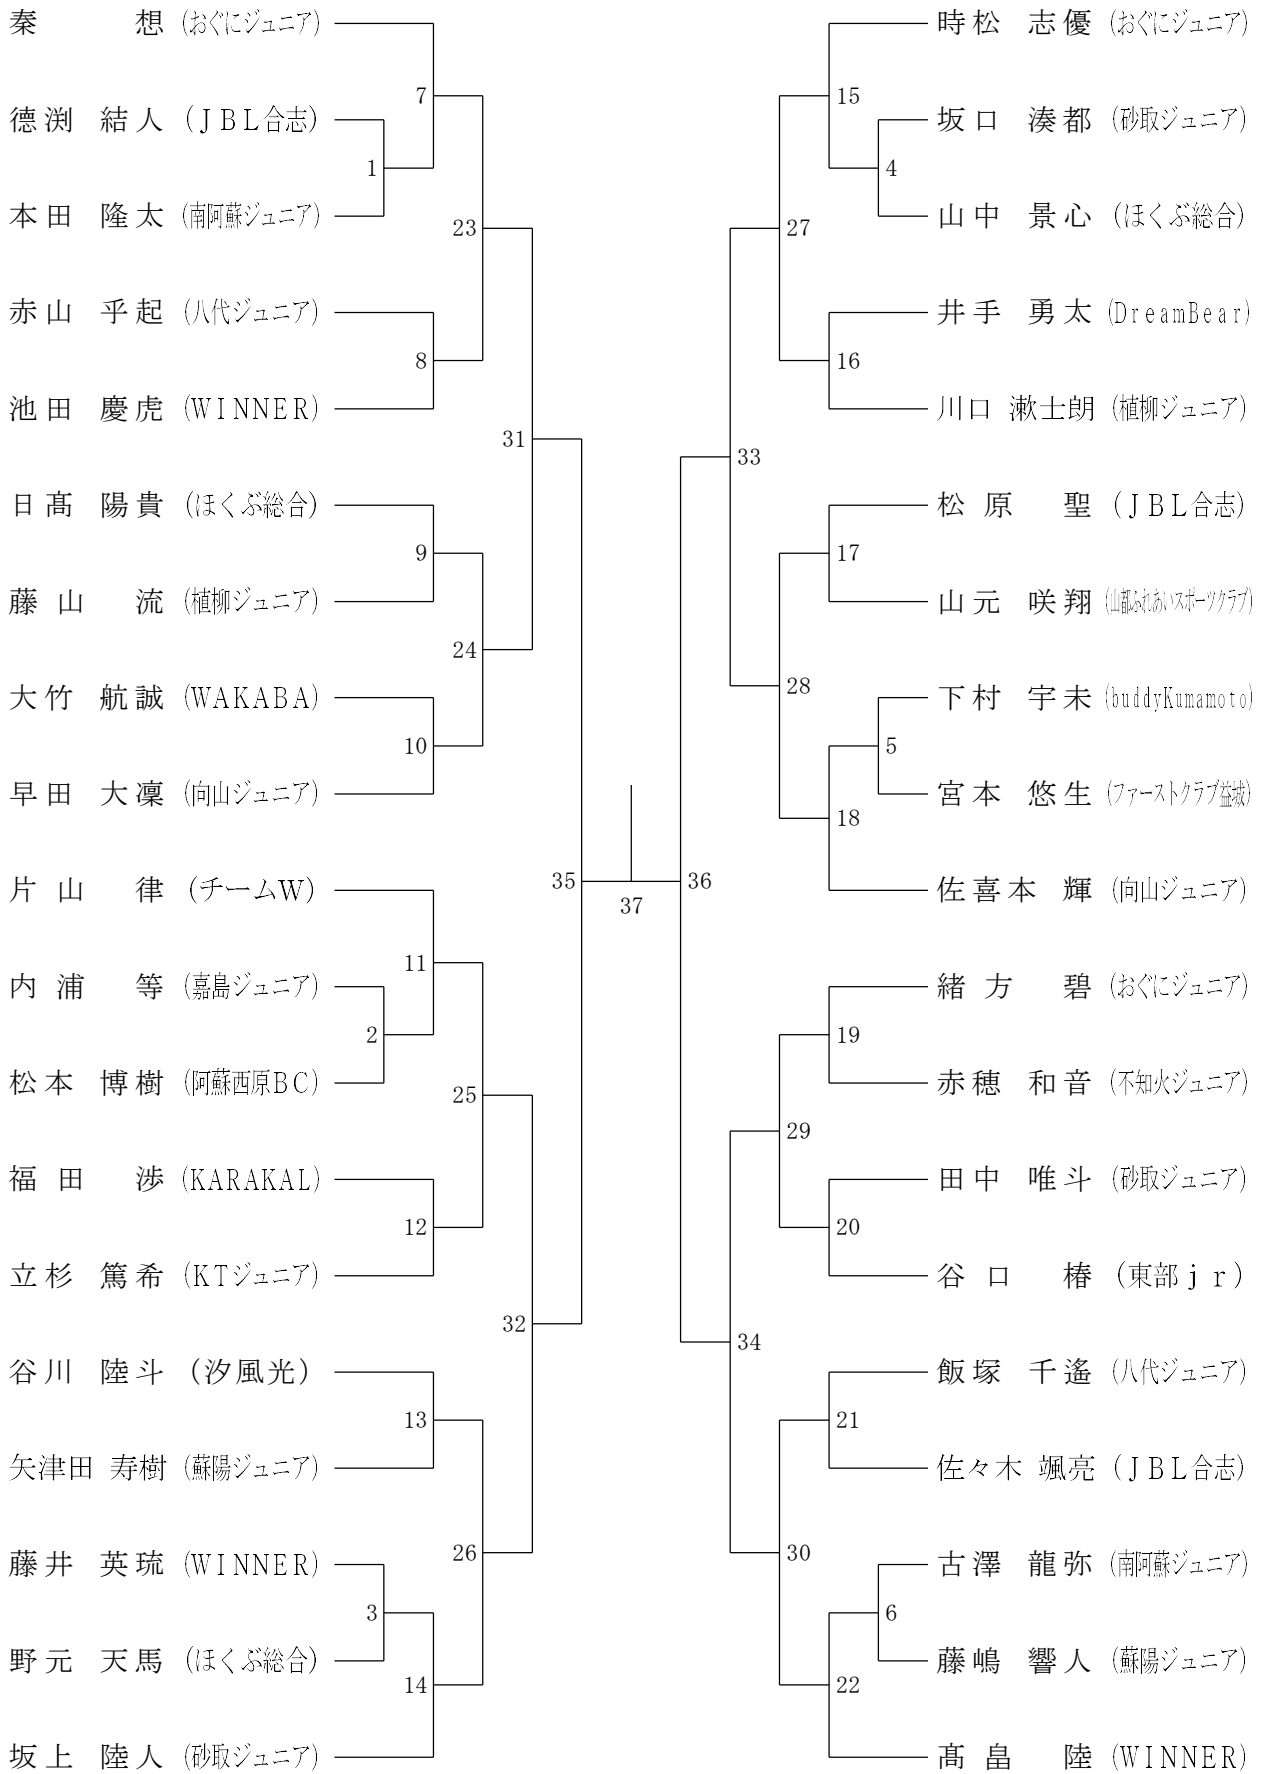 秦 想 (おぐにジュニア)
7
德渕 結人 (JBL合志)
1
本田 隆太 (南阿蘇ジュニア)
23
赤山 乎起 (八代ジュニア)
8
池田 慶虎 (WINNER)
31
日髙 陽貴 (ほくぶ総合)
9
藤山 流 (植柳ジュニア)
24
大竹 航誠 (WAKABA)
10
早田 大凜 (向山ジュニア)
35
片山 律 (チームW)
11
内浦 等 (嘉島ジュニア)
2
松本 博樹 (阿蘇西原BC)
25
福田 渉 (KARAKAL)
12
立杉 篤希 (KTジュニア)
32
谷川 陸斗 (汐風光)
13
矢津田 寿樹 (蘇陽ジュニア)
26
藤井 英琉 (WINNER)
3
野元 天馬 (ほくぶ総合)
14
坂上 陸人 (砂取ジュニア)
37
時松 志優 (おぐにジュニア)
15
坂口 湊都 (砂取ジュニア)
4
山中 景心 (ほくぶ総合)
27
井手 勇太 (DreamBear)
16
川口 漱士朗 (植柳ジュニア)
33
松原 聖 (JBL合志)
17
山元 咲翔 (山都ふれあいスポーツクラブ)
28
下村 宇未 (buddyKumamoto)
5
宮本 悠生 (ファーストクラブ益城)
18
佐喜本 輝 (向山ジュニア)
36
緒方 碧 (おぐにジュニア)
19
赤穂 和音 (不知火ジュニア)
29
田中 唯斗 (砂取ジュニア)
20
谷口 椿 (東部jr)
34
飯塚 千遙 (八代ジュニア)
21
佐々木 颯亮 (JBL合志)
30
古澤 龍弥 (南阿蘇ジュニア)
6
藤嶋 響人 (蘇陽ジュニア)
22
髙畠 陸 (WINNER)